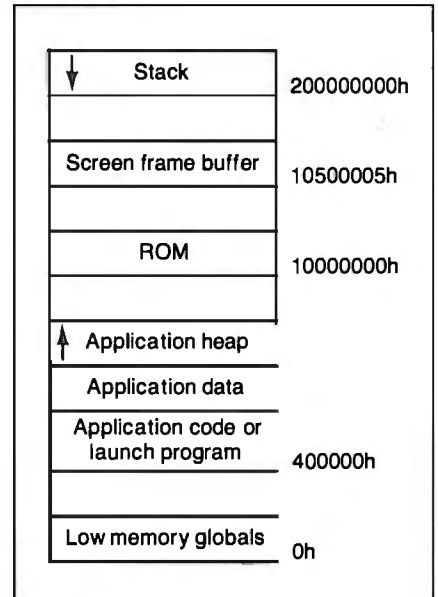 Stack
200000000h
Screen frame buffer
10500005h
ROM
10000000h
Application heap
Application data
Application code or
launch program
400000h
Low memory globals
0h